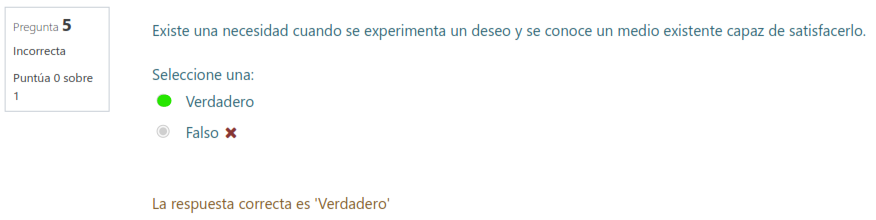 Pregunta 5
Incorrecta
Puntúa 0 sobre
1
Existe una necesidad cuando se experimenta un deseo y se conoce un medio existente capaz de satisfacerlo.
Seleccione una:
Verdadero
Falso ✖
La respuesta correcta es 'Verdadero'